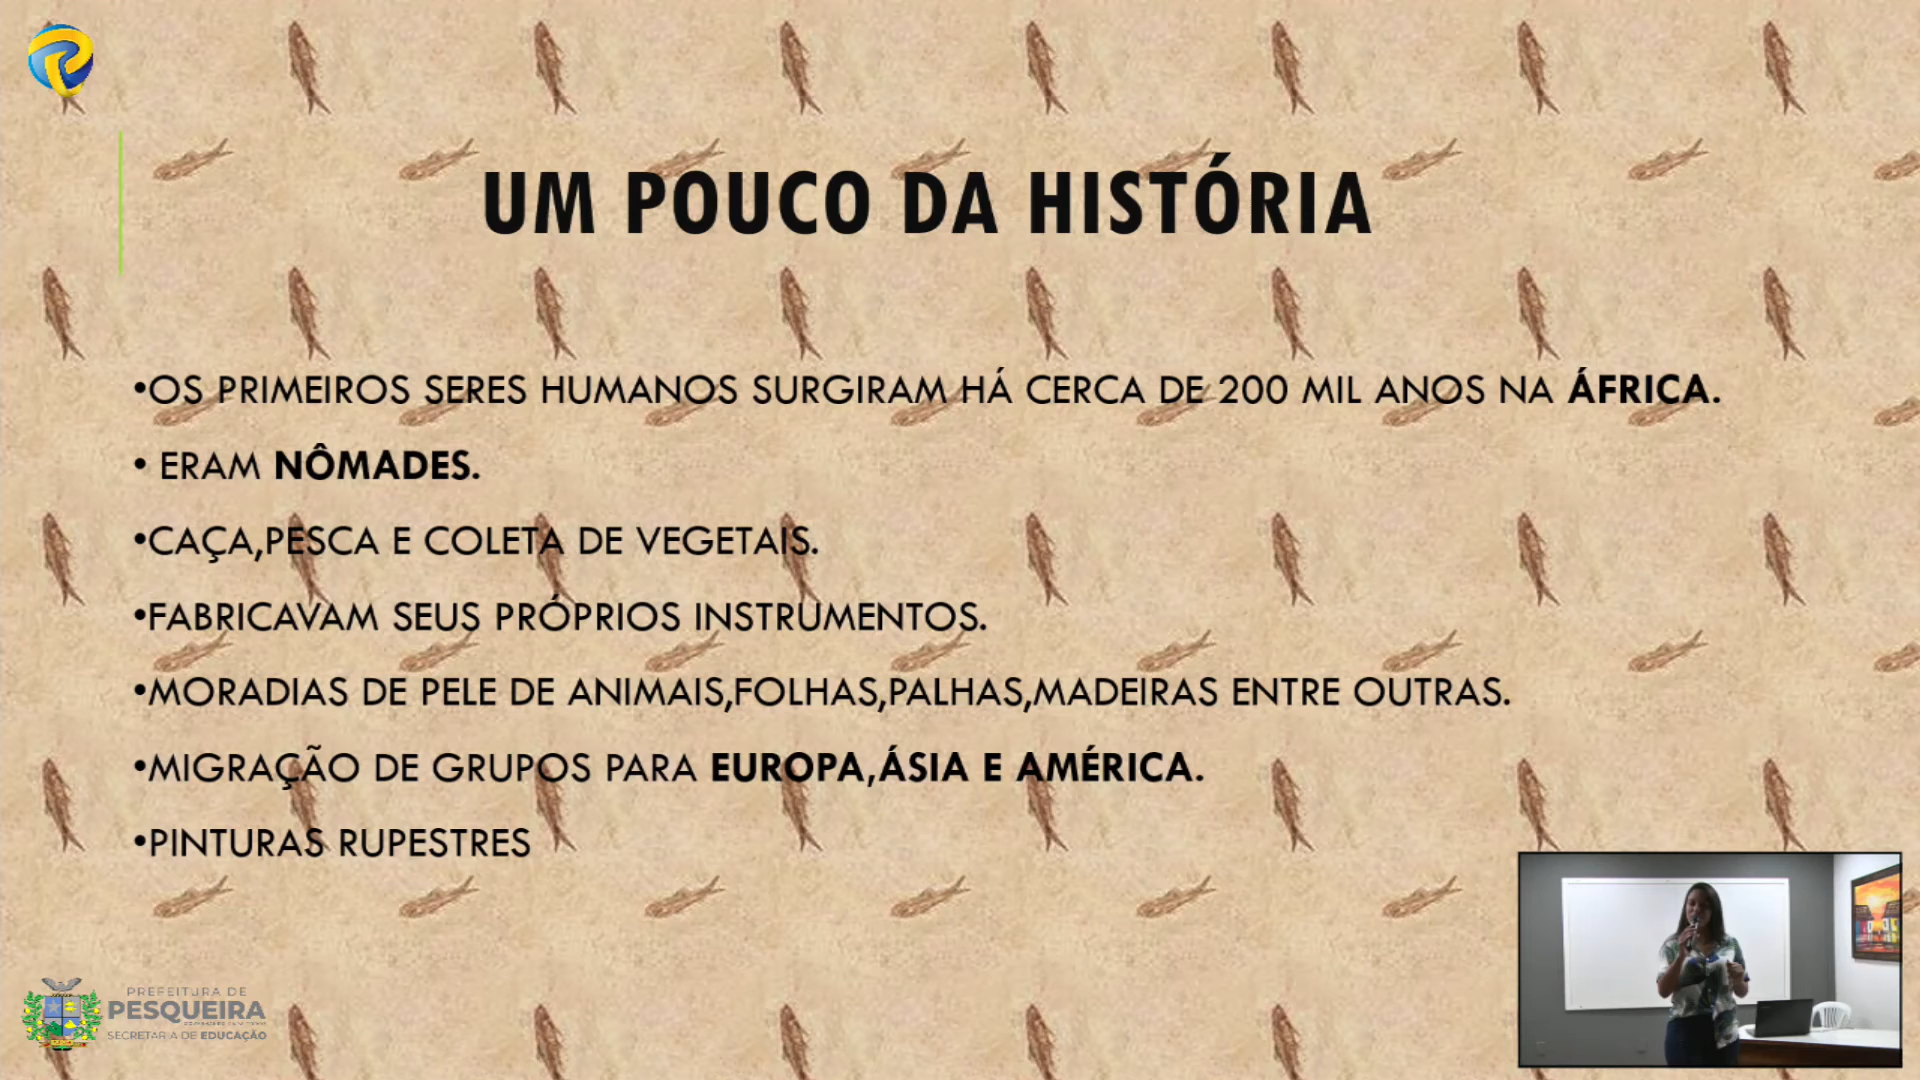 UM POUCO DA HISTÓRIA
•OS PRIMEIROS SERES HUMANOS SURGIRAM HÁ CERCA DE 200 MIL ANOS NA ÁFRICA.
• ERAM NÔMADES.
•CAÇA,PESCA E COLETA DE VEGETAIS.
•FABRICAVAM SEUS PRÓPRIOS INSTRUMENTOS.
•MORADIAS DE PELE DE ANIMAIS,FOLHAS,PALHAS,MADEIRAS ENTRE OUTRAS.
•MIGRAÇÃO DE GRUPOS PARA EUROPA,ÁSIA E AMÉRICA.
•PINTURAS RUPESTRES
PREFEITURA DE
PESQUEIRA
SECRETARIA DE EDUCAÇÃO